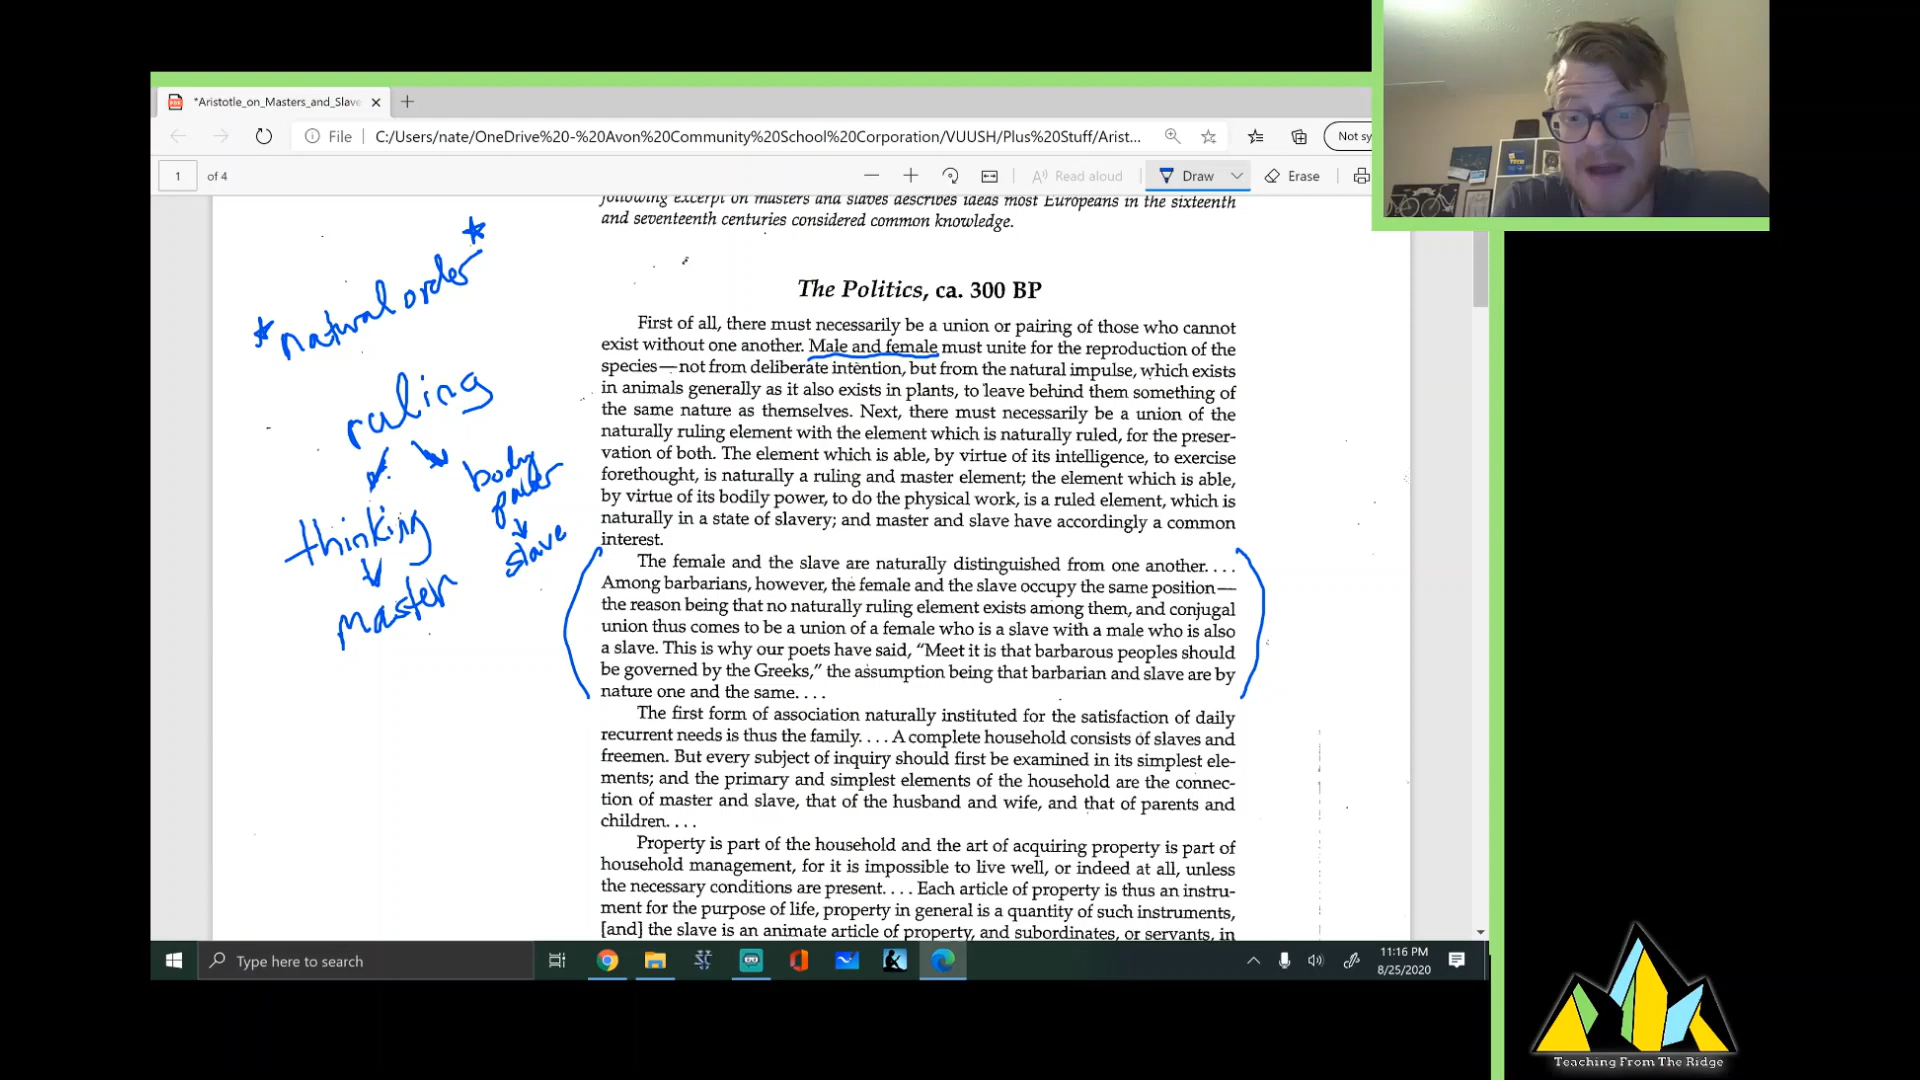 *Aristotle_on_Masters_and_Slave
File C:/Users/nate/OneDrive%20-%20Avon%20Community%20School%20Corporation/VUUSH/Plus%20Stuff/Arist...
Not sy
1 of 4
Read aloud
Draw
Erase
following excerpt on masters and slaves describes ideas most Europeans in the sixteenth
and seventeenth centuries considered common knowledge.
*natural order*
ruling
thinking
master
body
power
slave
The Politics, ca. 300 BP
First of all, there must necessarily be a union or pairing of those who cannot
exist without one another. Male and female must unite for the reproduction of the
species—not from deliberate intention, but from the natural impulse, which exists
in animals generally as it also exists in plants, to leave behind them something of
the same nature as themselves. Next, there must necessarily be a union of the
naturally ruling element with the element which is naturally ruled, for the preser-
vation of both. The element which is able, by virtue of its intelligence, to exercise
forethought, is naturally a ruling and master element; the element which is able,
by virtue of its bodily power, to do the physical work, is a ruled element, which is
naturally in a state of slavery; and master and slave have accordingly a common
interest.
The female and the slave are naturally distinguished from one another. . . .
Among barbarians, however, the female and the slave occupy the same position—
the reason being that no naturally ruling element exists among them, and conjugal
union thus comes to be a union of a female who is a slave with a male who is also
a slave. This is why our poets have said, “Meet it is that barbarous peoples should
be governed by the Greeks,” the assumption being that barbarian and slave are by
nature one and the same. . . .
The first form of association naturally instituted for the satisfaction of daily
recurrent needs is thus the family. . . . A complete household consists of slaves and
freemen. But every subject of inquiry should first be examined in its simplest ele-
ments; and the primary and simplest elements of the household are the connec-
tion of master and slave, that of the husband and wife, and that of parents and
children. . . .
Property is part of the household and the art of acquiring property is part of
household management, for it is impossible to live well, or indeed at all, unless
the necessary conditions are present. . . . Each article of property is thus an instru-
ment for the purpose of life, property in general is a quantity of such instruments,
[and] the slave is an animate article of property, and subordinates, or servants, in
Type here to search
11:16 PM
8/25/2020
Teaching From The Ridge